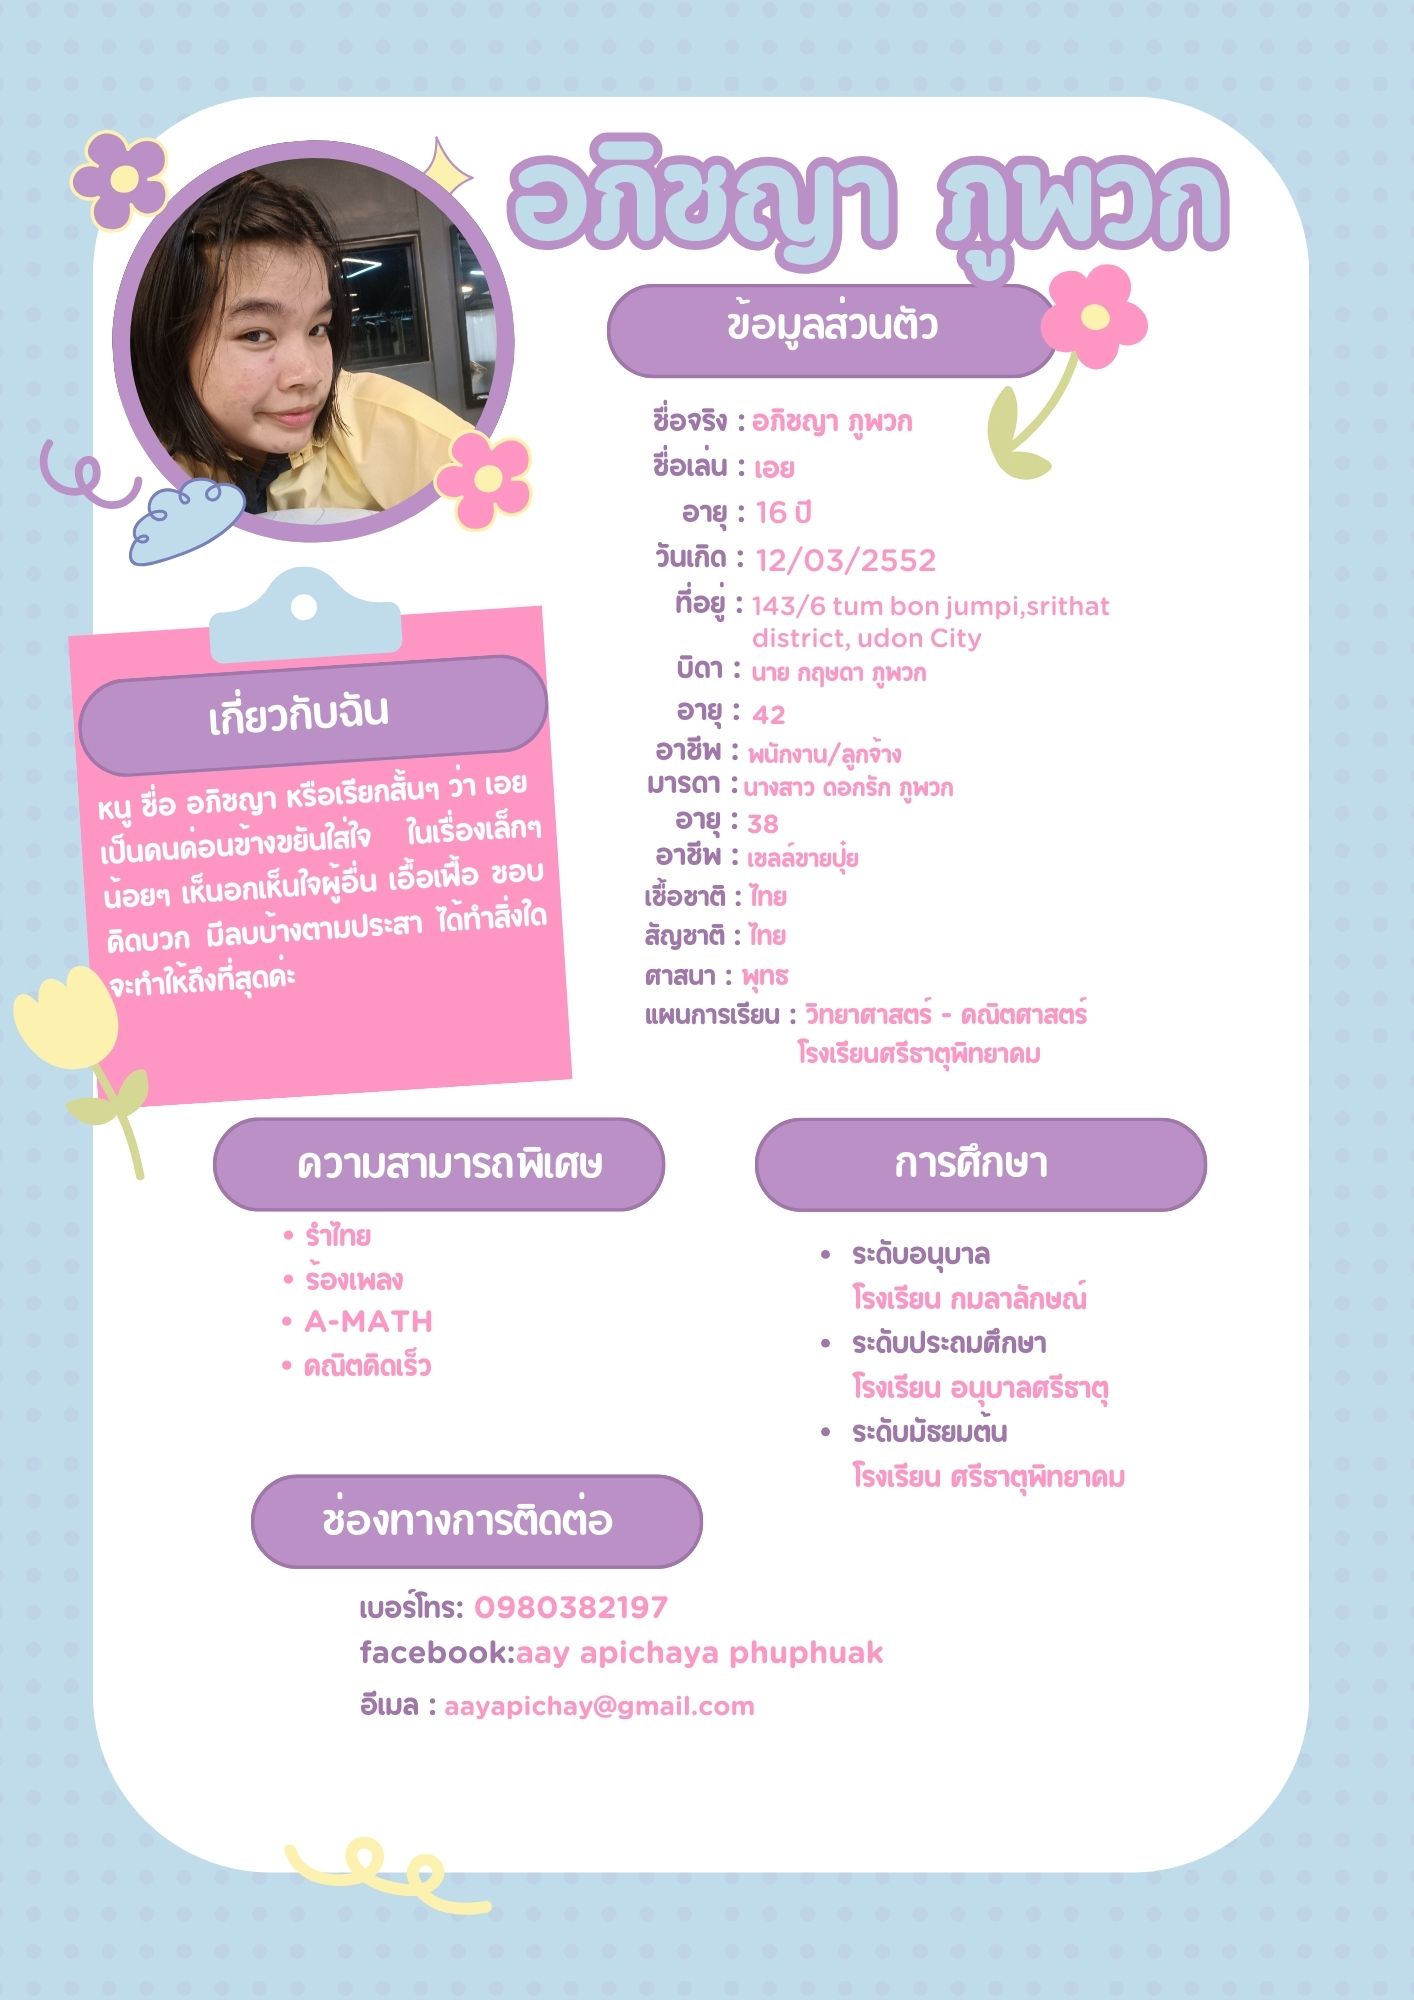 อภิชญา ภูพวก
ข้อมูลส่วนตัว
ชื่อจริง : อภิชญา ภูพวก
ชื่อเล่น : เอย
อายุ : 16 ปี
วันเกิด : 12/03/2552
ที่อยู่ : 143/6 tum bon jumpi,srithat
district, udon City
บิดา : นาย กฤษดา ภูพวก
อายุ : 42
อาชีพ : พนักงาน/ลูกจ้าง
มารดา : นางสาว ดอกรัก ภูพวก
อายุ : 38
อาชีพ : เซลล์ขายปุ๋ย
เชื้อชาติ : ไทย
สัญชาติ : ไทย
ศาสนา : พุทธ
แผนการเรียน : วิทยาศาสตร์ - คณิตศาสตร์
โรงเรียนศรีธาตุพิทยาคม
เกี่ยวกับฉัน
หนู ชื่อ อภิชญา หรือเรียกสั้นๆ ว่า เอย
เป็นคนค่อนข้างขยันใส่ใจ ในเรื่องเล็กๆ
น้อยๆ เห็นอกเห็นใจผู้อื่น เอื้อเฟื้อ ชอบ
คิดบวก มีลบบ้างตามประสา ได้ทำสิ่งใด
จะทำให้ถึงที่สุดค่ะ
ความสามารถพิเศษ
• รำไทย
• ร้องเพลง
• A-MATH
• คณิตคิดเร็ว
การศึกษา
• ระดับอนุบาล
โรงเรียน กมลาลักษณ์
• ระดับประถมศึกษา
โรงเรียน อนุบาลศรีธาตุ
• ระดับมัธยมต้น
โรงเรียน ศรีธาตุพิทยาคม
ช่องทางการติดต่อ
เบอร์โทร: 0980382197
facebook:aay apichaya phuphuak
อีเมล : aayapichay@gmail.com